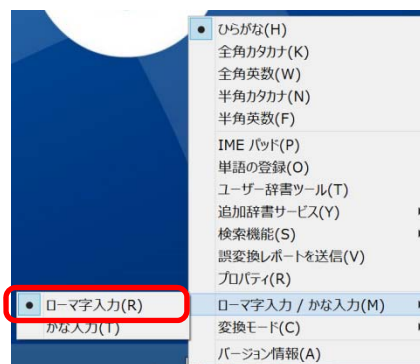 ひらがな(H)
全角カタカナ(K)
全角英数(W)
半角カタカナ(N)
半角英数(F)
IME パッド(P)
単語の登録(O)
ユーザー辞書ツール(T)
追加辞書サービス(Y)
検索機能(S)
誤変換レポートを送信(V)
プロパティ(R)
ローマ字入力 / かな入力(M)
変換モード(C)
バージョン情報(A)
ローマ字入力(R)
かな入力(T)